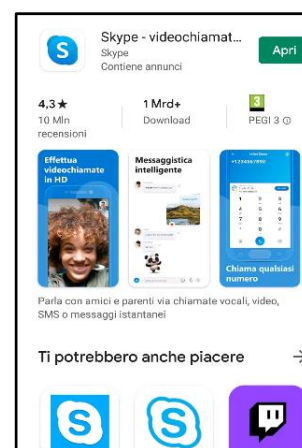 Skype - videochiamat...
Skype
Contiene annunci
Apri
4,3★
10 Mln
recensioni
1 Mrd+
Download
3
PEGI 3
Effettua
videochiamate
in HD
Messaggistica
intelligente
+1234567890
Chiama qualsiasi
numero
Parla con amici e parenti via chiamate vocali, video,
SMS o messaggi istantanei
Ti potrebbero anche piacere